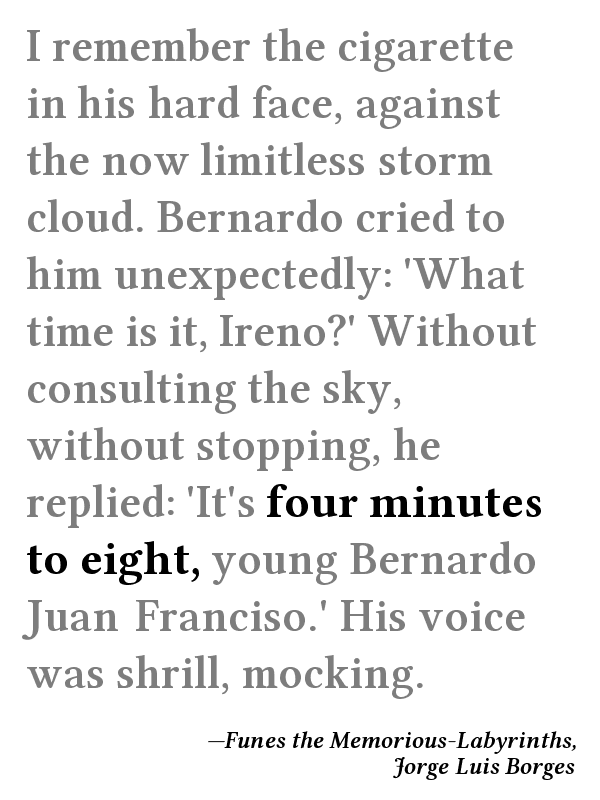 I remember the cigarette
in his hard face, against
the now limitless storm
cloud. Bernardo cried to
him unexpectedly: 'What
time is it, Ireno?' Without
consulting the sky,
without stopping, he
replied: 'It's four minutes
to eight, young Bernardo
Juan Franciso.' His voice
was shrill, mocking.
—Funes the Memorious-Labyrinths,
Jorge Luis Borges